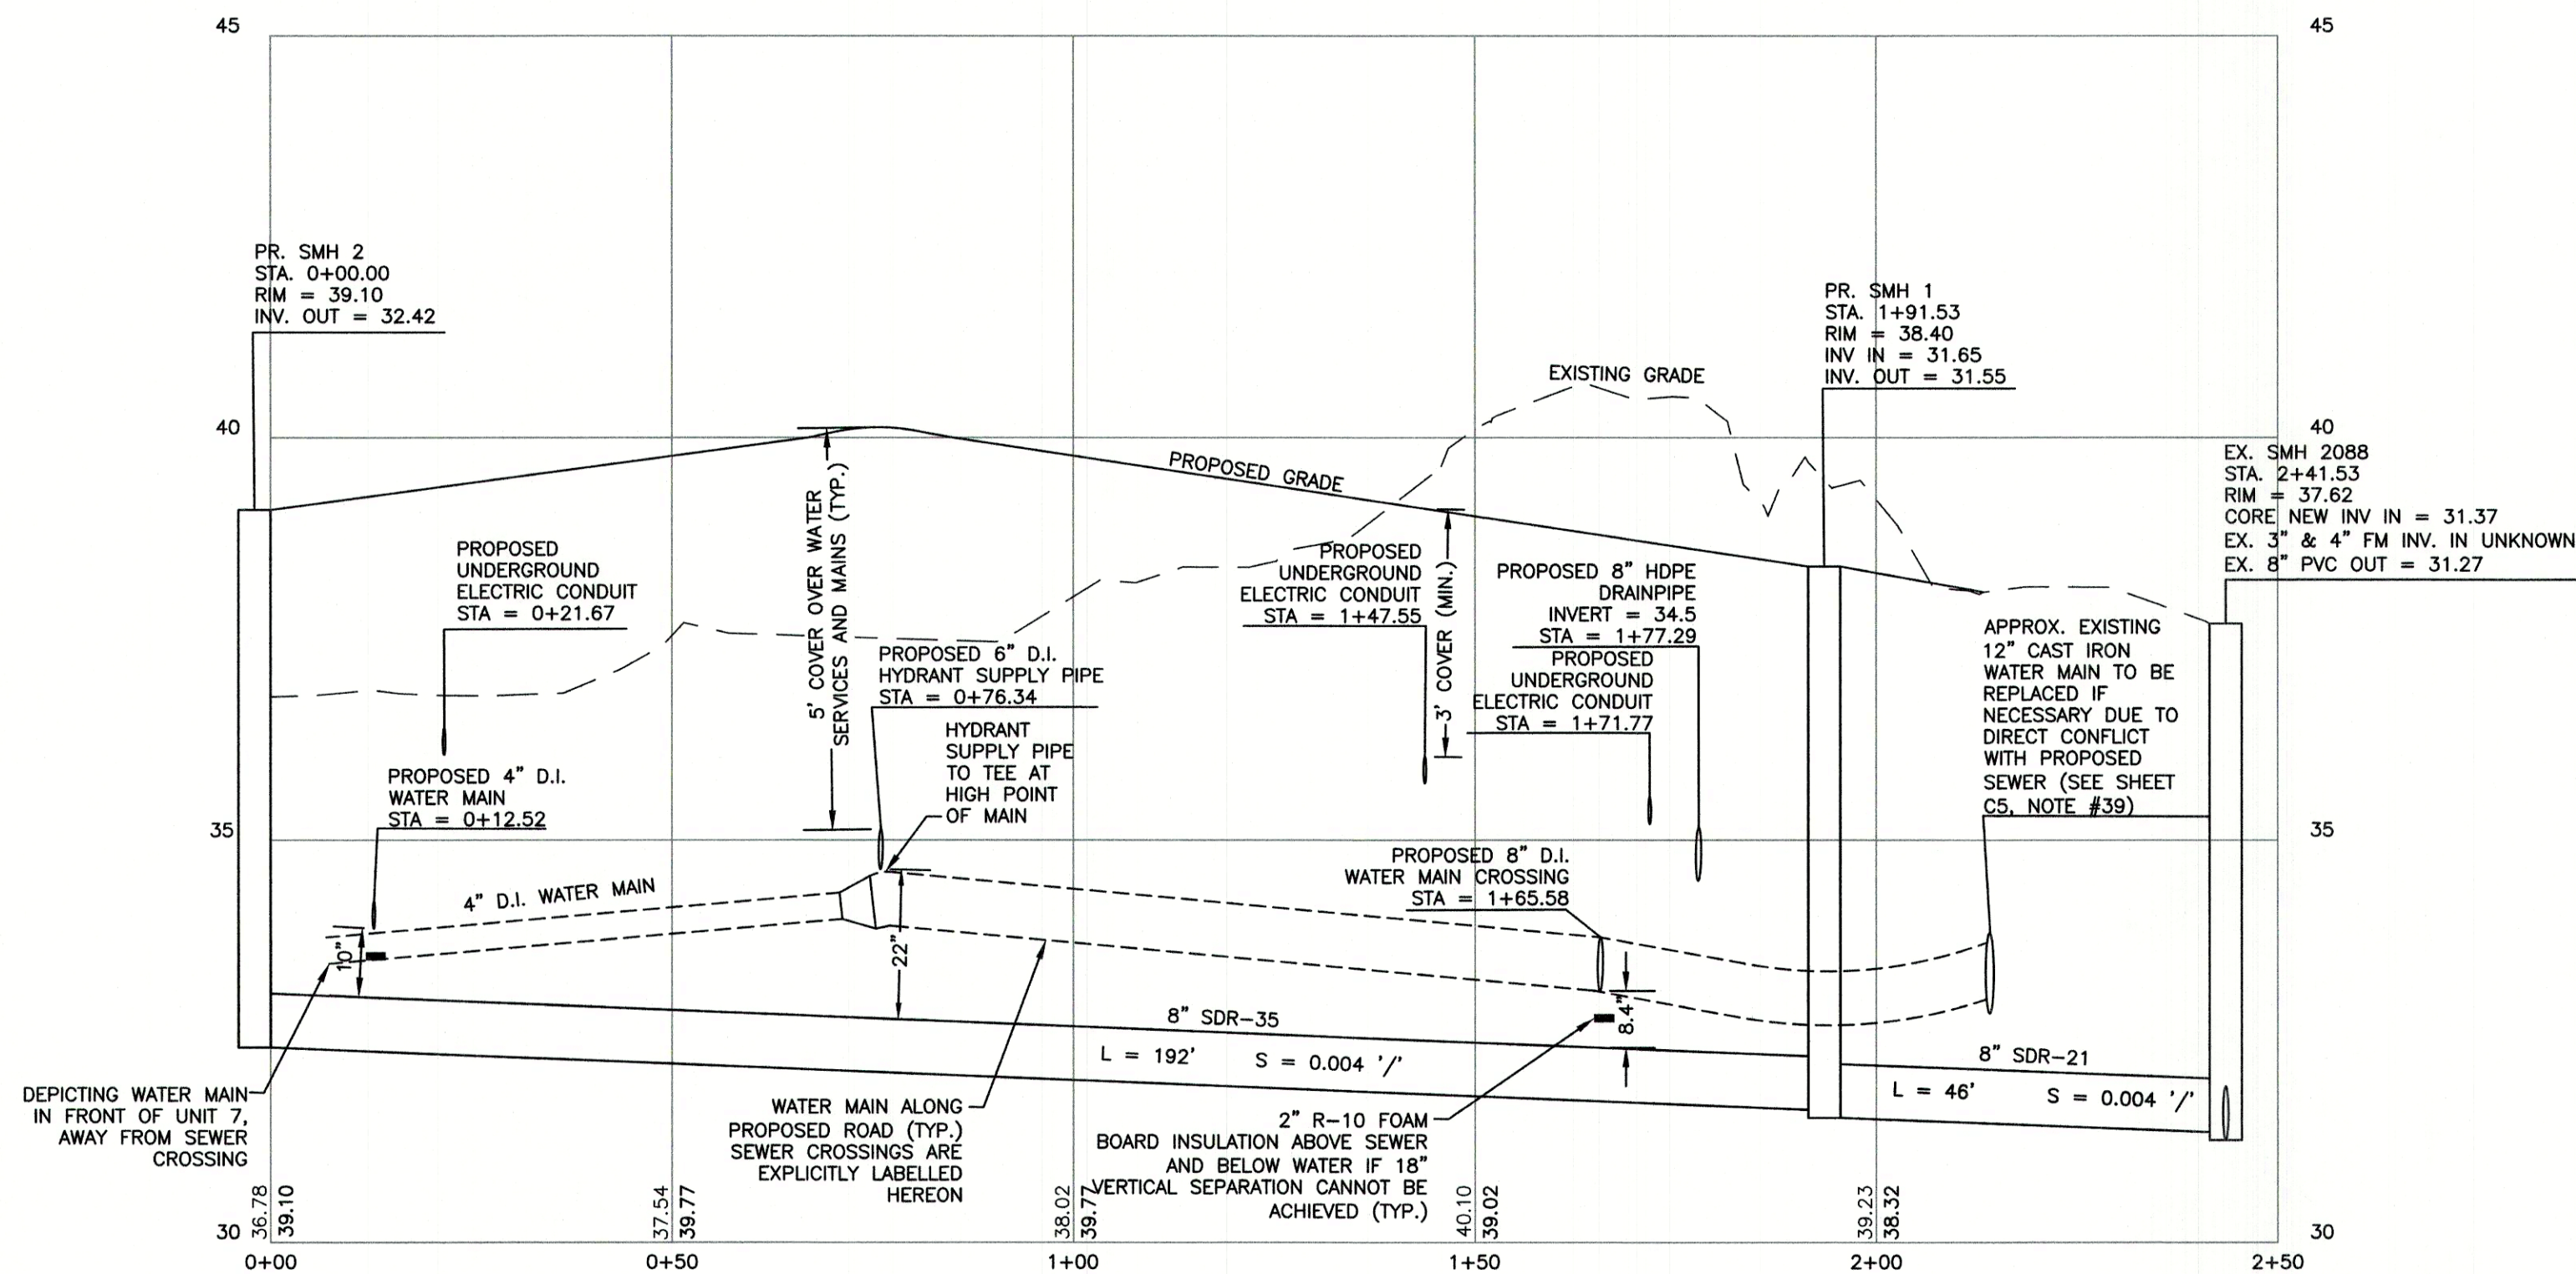 45
45
PR. SMH 2
STA. 0+00.00
RIM = 39.10
INV. OUT = 32.42
PR. SMH 1
STA. 1+91.53
RIM = 38.40
INV IN = 31.65
INV. OUT = 31.55
EXISTING GRADE
40
40
PROPOSED GRADE
EX. SMH 2088
STA. 2+41.53
RIM = 37.62
CORE NEW INV IN = 31.37
EX. 3" & 4" FM INV. IN UNKNOWN
EX. 8" PVC OUT = 31.27
PROPOSED
UNDERGROUND
ELECTRIC CONDUIT
STA = 0+21.67
5' COVER OVER WATER
SERVICES AND MAINS (TYP.)
PROPOSED
UNDERGROUND
ELECTRIC CONDUIT
STA = 1+47.55
3' COVER (MIN.)
PROPOSED 8" HDPE
DRAINPIPE
INVERT = 34.5
STA = 1+77.29
PROPOSED
UNDERGROUND
ELECTRIC CONDUIT
STA = 1+71.77
APPROX. EXISTING
12" CAST IRON
WATER MAIN TO BE
REPLACED IF
NECESSARY DUE TO
DIRECT CONFLICT
WITH PROPOSED
SEWER (SEE SHEET
C5, NOTE #39)
PROPOSED 6" D.I.
HYDRANT SUPPLY PIPE
STA = 0+76.34
HYDRANT
SUPPLY PIPE
TO TEE AT
HIGH POINT
OF MAIN
PROPOSED 4" D.I.
WATER MAIN
STA = 0+12.52
35
35
4" D.I. WATER MAIN
PROPOSED 8" D.I.
WATER MAIN CROSSING
STA = 1+65.58
10"
22"
8.4"
8" SDR-35
L = 192' S = 0.004 '/'
8" SDR-21
L = 46' S = 0.004 '/'
DEPICTING WATER MAIN
IN FRONT OF UNIT 7,
AWAY FROM SEWER
CROSSING
WATER MAIN ALONG
PROPOSED ROAD (TYP.)
SEWER CROSSINGS ARE
EXPLICITLY LABELLED
HEREON
2" R-10 FOAM
BOARD INSULATION ABOVE SEWER
AND BELOW WATER IF 18"
VERTICAL SEPARATION CANNOT BE
ACHIEVED (TYP.)
36.78
39.10
37.54
39.77
38.02
39.77
40.10
39.02
39.23
38.32
30
30
0+00
0+50
1+00
1+50
2+00
2+50